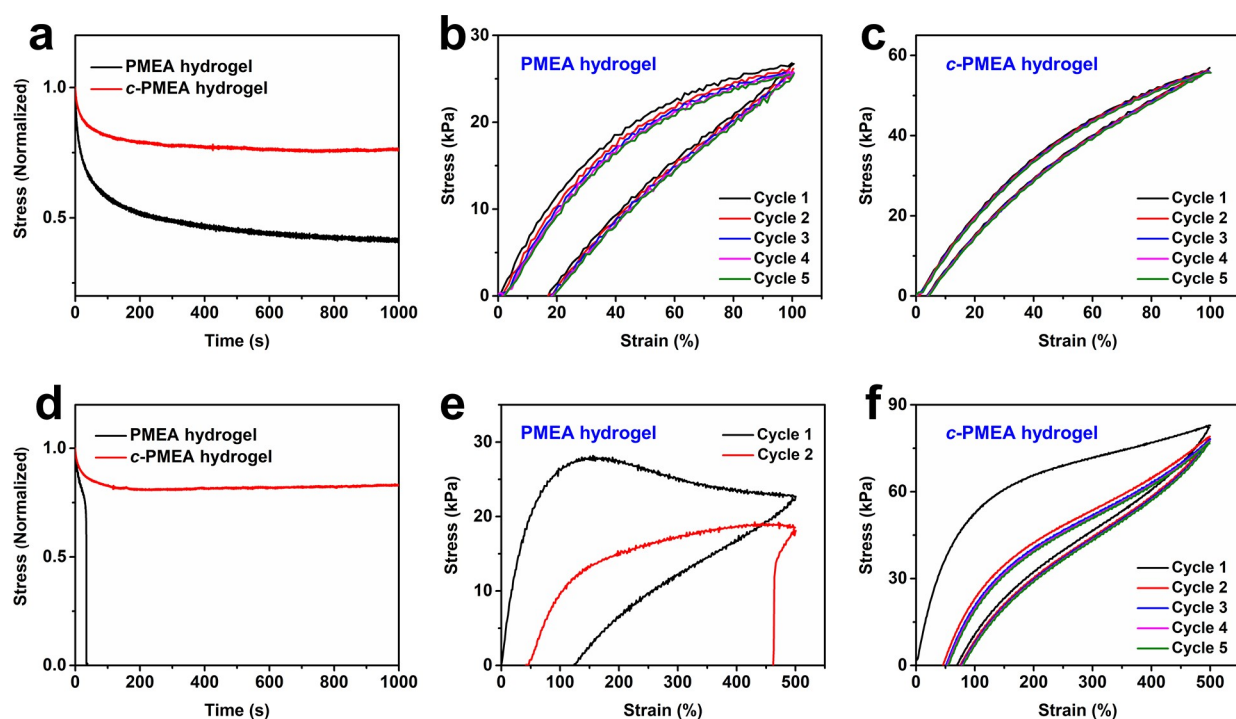 a
PMEA hydrogel
c-PMEA hydrogel
1.0
0.5
Stress (Normalized)
0 200 400 600 800 1000
Time (s)
b
PMEA hydrogel
30
25
20
15
10
5
0
Stress (kPa)
Cycle 1
Cycle 2
Cycle 3
Cycle 4
Cycle 5
0 20 40 60 80 100
Strain (%)
c
c-PMEA hydrogel
60
40
20
0
Stress (kPa)
Cycle 1
Cycle 2
Cycle 3
Cycle 4
Cycle 5
0 20 40 60 80 100
Strain (%)
d
PMEA hydrogel
c-PMEA hydrogel
1.0
0.5
0.0
Stress (Normalized)
0 200 400 600 800 1000
Time (s)
e
PMEA hydrogel
Cycle 1
Cycle 2
30
20
10
0
Stress (kPa)
0 100 200 300 400 500
Strain (%)
f
c-PMEA hydrogel
90
60
30
0
Stress (kPa)
Cycle 1
Cycle 2
Cycle 3
Cycle 4
Cycle 5
0 100 200 300 400 500
Strain (%)